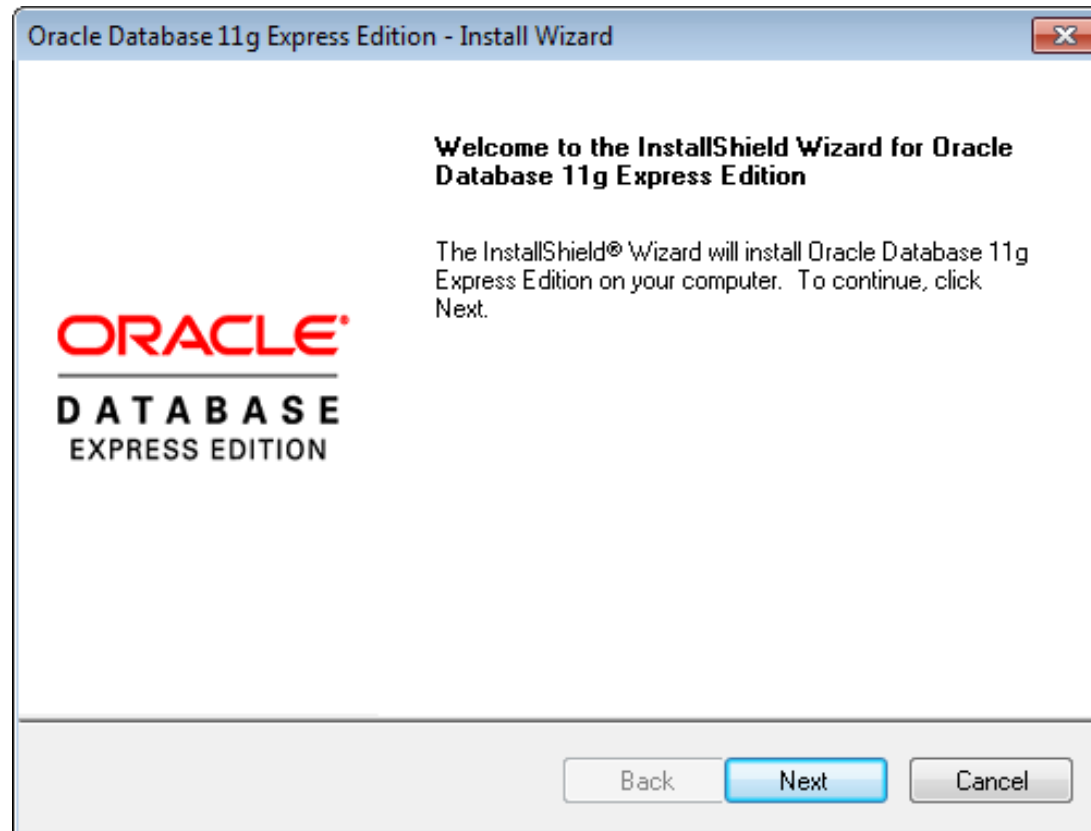 Oracle Database 11g Express Edition - Install Wizard
Welcome to the InstallShield Wizard for Oracle
Database 11g Express Edition
The InstallShield® Wizard will install Oracle Database 11g
Express Edition on your computer.  To continue, click
Next.
ORACLE®
DATABASE
EXPRESS EDITION
Back
Next
Cancel